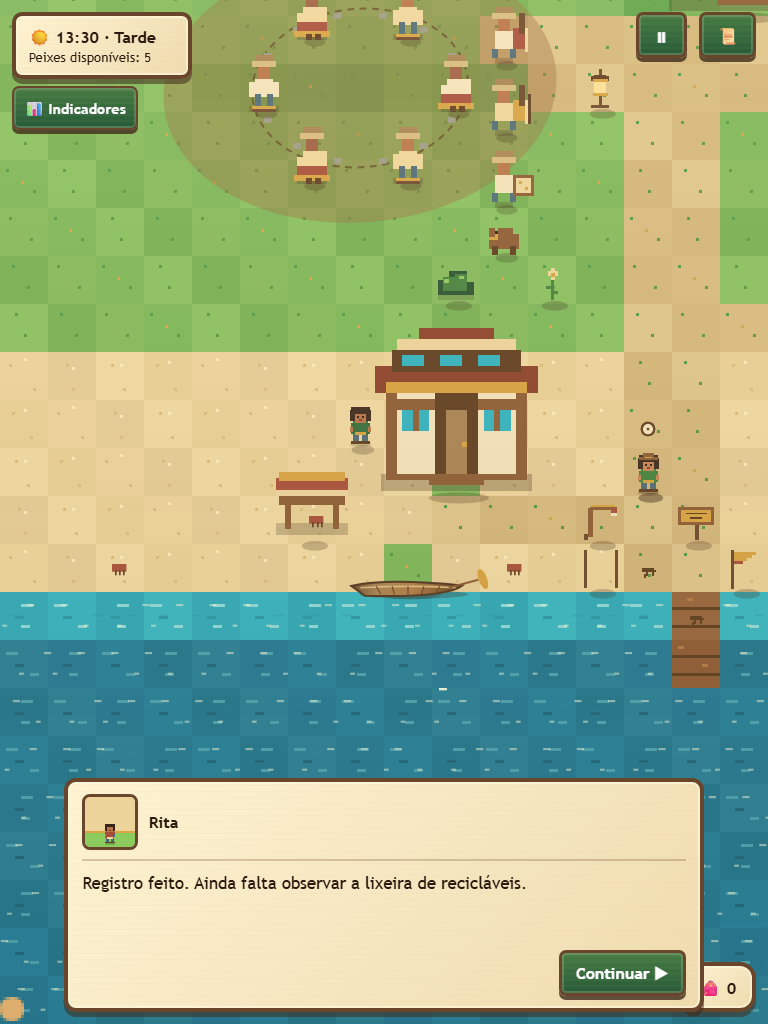 13:30 · Tarde
Peixes disponíveis: 5
Indicadores
Rita
Registro feito. Ainda falta observar a lixeira de recicláveis.
Continuar ▶
0